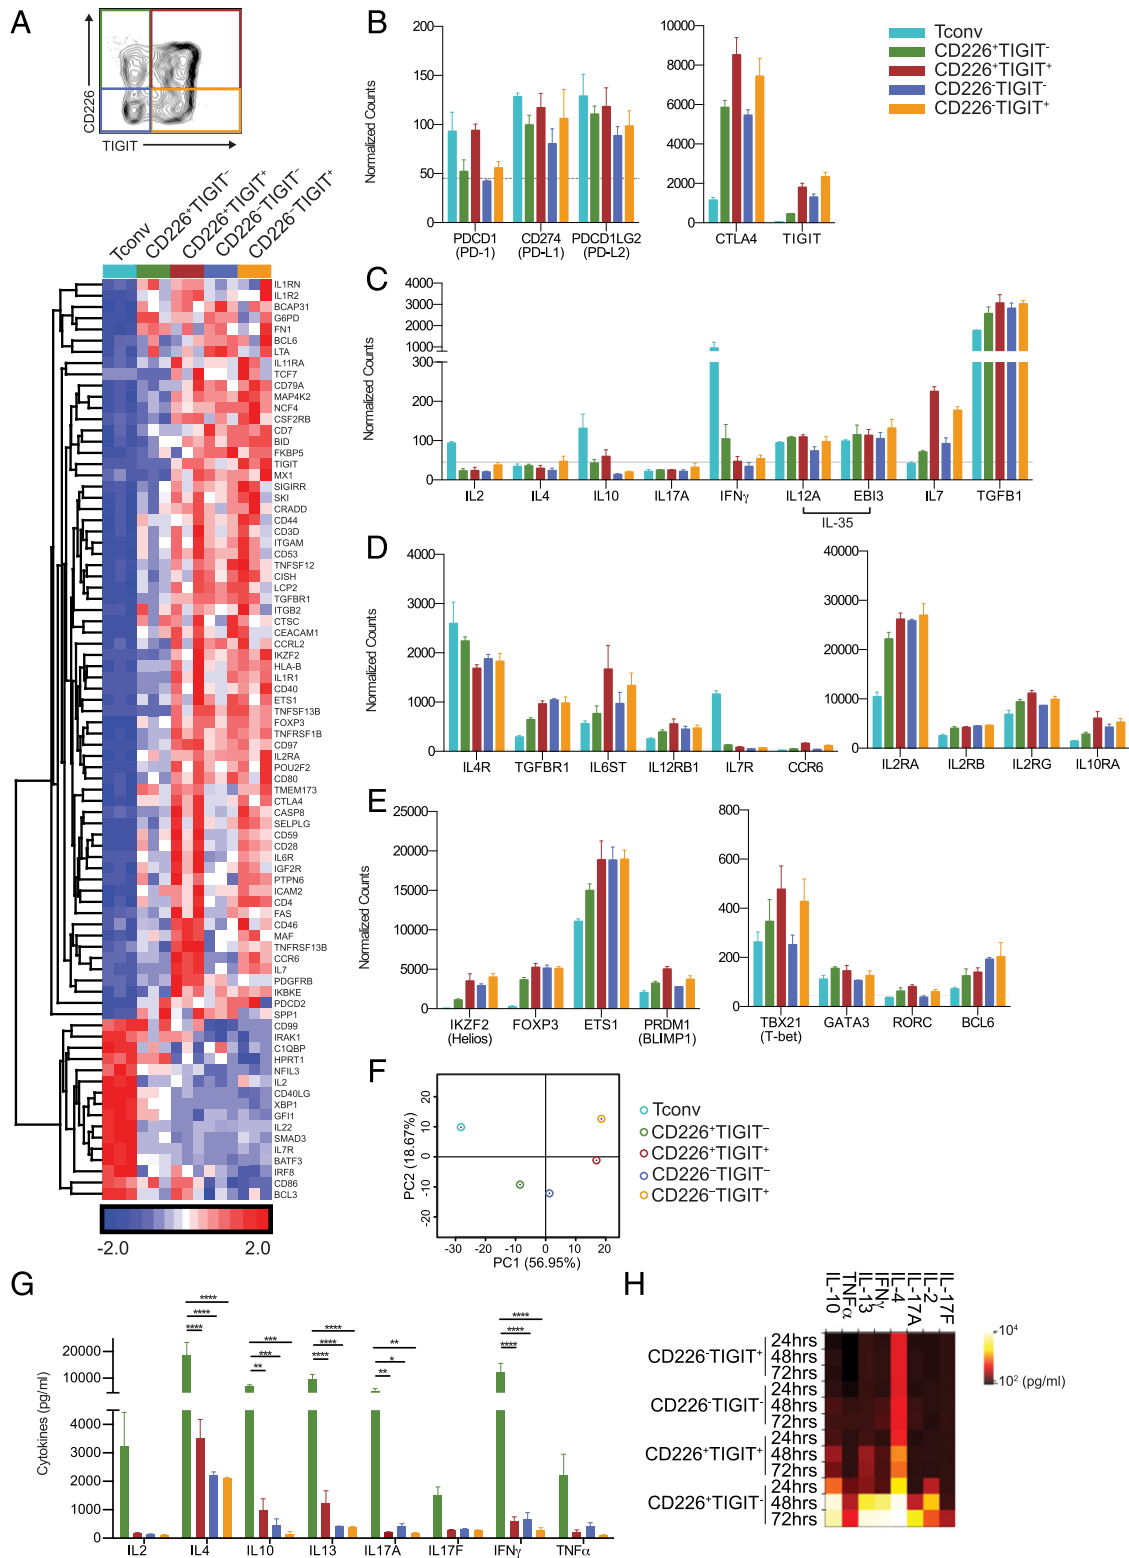 A
CD226
TIGIT
Tconv
CD226+TIGIT-
CD226+TIGIT+
CD226-TIGIT-
CD226-TIGIT+
IL1RN
IL1R2
BCAP31
G6PD
FN1
BCL6
LTA
IL11RA
TCF7
CD79A
MAP4K2
NCF4
CSF2RB
CD7
BID
FKBP5
TIGIT
MX1
SIGIRR
SKI
CRADD
CD44
CD3D
ITGAM
CD53
TNFSF12
CISH
LCP2
TGFBR1
ITGB2
CTSC
CEACAM1
CCRL2
IKZF2
HLA-B
IL1R1
CD40
ETS1
TNFSF13B
FOXP3
TNFRSF1B
CD97
IL2RA
POU2F2
CD80
TMEM173
CTLA4
CASP8
SELPLG
CD59
CD28
IL6R
IGF2R
PTPN6
ICAM2
CD4
FAS
CD46
MAF
TNFRSF13B
CCR6
IL7
PDGFRB
IKBKE
PDCD2
SPP1
CD99
IRAK1
C1QBP
HPRT1
NFIL3
IL2
CD40LG
XBP1
GFI1
IL22
SMAD3
IL7R
BATF3
IRF8
CD86
BCL3
-2.0 2.0
B
Normalized Counts
200
150
100
50
0
PDCD1 CD274 PDCD1LG2
(PD-1) (PD-L1) (PD-L2)
10000
8000
6000
4000
2000
0
CTLA4 TIGIT
Tconv
CD226+TIGIT-
CD226+TIGIT+
CD226-TIGIT-
CD226-TIGIT+
C
Normalized Counts
4000
3000
2000
1000
300
200
100
0
IL2 IL4 IL10 IL17A IFNγ IL12A EBI3 IL7 TGFB1
IL-35
D
Normalized Counts
4000
3000
2000
1000
0
IL4R TGFBR1 IL6ST IL12RB1 IL7R CCR6
40000
30000
20000
10000
0
IL2RA IL2RB IL2RG IL10RA
E
Normalized Counts
25000
20000
15000
10000
5000
0
IKZF2 FOXP3 ETS1 PRDM1
(Helios) (BLIMP1)
800
600
400
200
0
TBX21 GATA3 RORC BCL6
(T-bet)
F
PC2 (18.67%)
20
10
0
-10
-20
-30 -20 -10 0 10 20
PC1 (56.95%)
Tconv
CD226+TIGIT–
CD226+TIGIT+
CD226–TIGIT–
CD226–TIGIT+
G
Cytokines (pg/ml)
20000
10000
4000
3000
2000
1000
0
**** *** **** ** ****
**** *** **** * ****
**** ** **** ** ****
IL2 IL4 IL10 IL13 IL17A IL17F IFNγ TNFα
H
IL-10 TNFα IL-13 IFNγ IL-4 IL-17A IL-2 IL-17F
CD226-TIGIT+
24hrs
48hrs
72hrs
CD226-TIGIT-
24hrs
48hrs
72hrs
CD226+TIGIT+
24hrs
48hrs
72hrs
CD226+TIGIT-
24hrs
48hrs
72hrs
10⁴
10² (pg/ml)